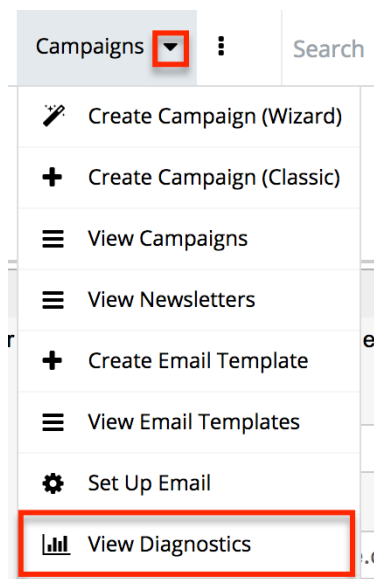 Campaigns
Search
Create Campaign (Wizard)
Create Campaign (Classic)
View Campaigns
View Newsletters
r
e
Create Email Template
View Email Templates
Set Up Email
View Diagnostics